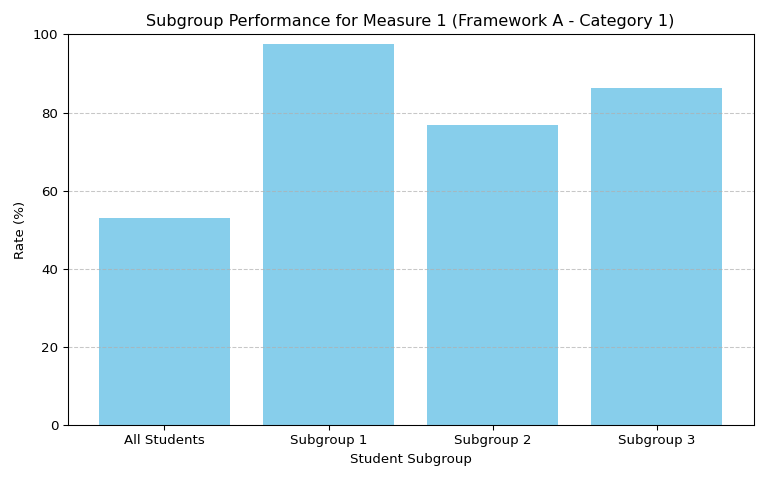 Subgroup Performance for Measure 1 (Framework A - Category 1)
100
80
60
40
20
0
Rate (%)
All Students Subgroup 1 Subgroup 2 Subgroup 3
Student Subgroup